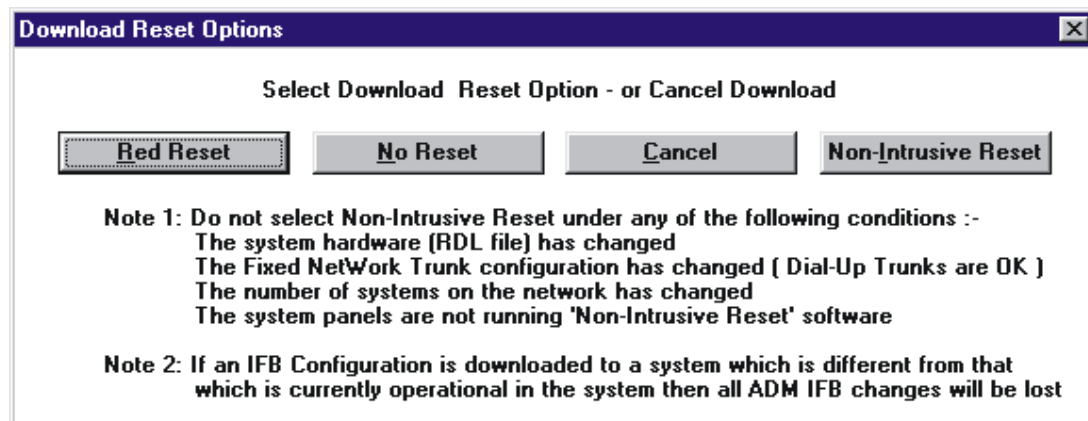 Download Reset Options
Select Download Reset Option - or Cancel Download
Red Reset
No Reset
Cancel
Non-Intrusive Reset
Note 1: Do not select Non-Intrusive Reset under any of the following conditions :-
The system hardware (RDL file) has changed
The Fixed NetWork Trunk configuration has changed ( Dial-Up Trunks are OK )
The number of systems on the network has changed
The system panels are not running 'Non-Intrusive Reset' software
Note 2: If an IFB Configuration is downloaded to a system which is different from that
which is currently operational in the system then all ADM IFB changes will be lost